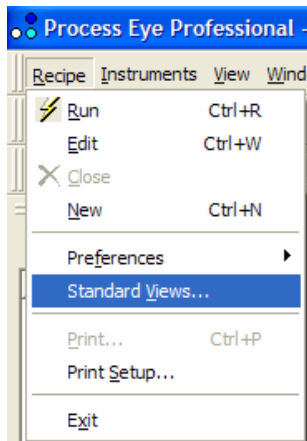 Process Eye Professional -
Recipe Instruments View Wind
Run Ctrl+R
Edit Ctrl+W
Close
New Ctrl+N
Preferences
Standard Views...
Print... Ctrl+P
Print Setup...
Exit